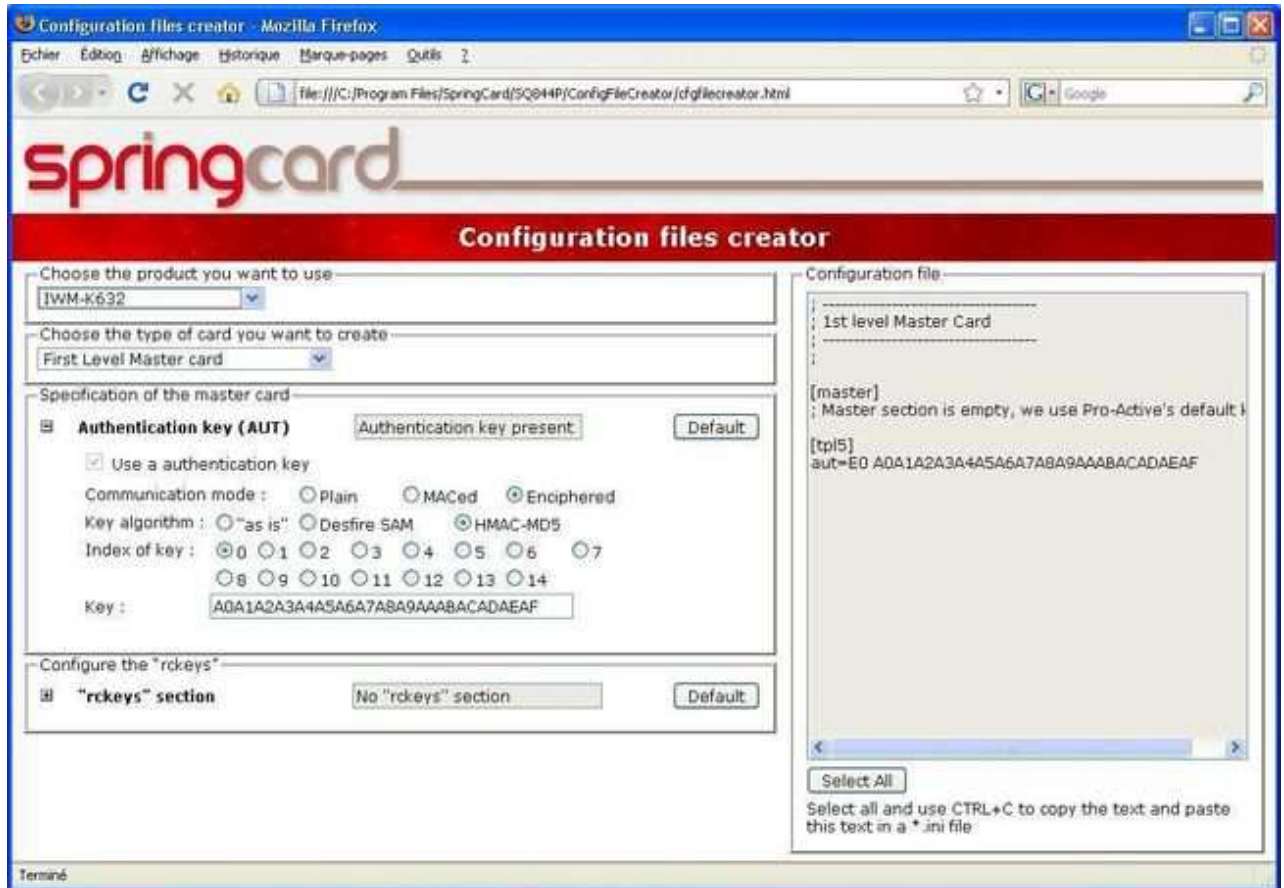 Configuration files creator - Mozilla Firefox
Fichier Édition Affichage Historique Marque-pages Outils ?
file:///C:/Program Files/SpringCard/SQ844P/ConfigFileCreator/cfgfilecreator.html
Google
springcard
Configuration files creator
Choose the product you want to use
IWM-K632
Choose the type of card you want to create
First Level Master card
Specification of the master card
Authentication key (AUT) Authentication key present Default
Use a authentication key
Communication mode : Plain MACed Enciphered
Key algorithm : "as is" Desfire SAM HMAC-MD5
Index of key : 0 1 2 3 4 5 6 7
8 9 10 11 12 13 14
Key : A0A1A2A3A4A5A6A7A8A9AAABACADAEAF
Configure the "rckeys"
"rckeys" section No "rckeys" section Default
Configuration file
; -----------------------------------
; 1st level Master Card
; -----------------------------------
;
[master]
; Master section is empty, we use Pro-Active's default
[tpl5]
aut=E0 A0A1A2A3A4A5A6A7A8A9AAABACADAEAF
Select All
Select all and use CTRL+C to copy the text and paste
this text in a *.ini file
Terminé